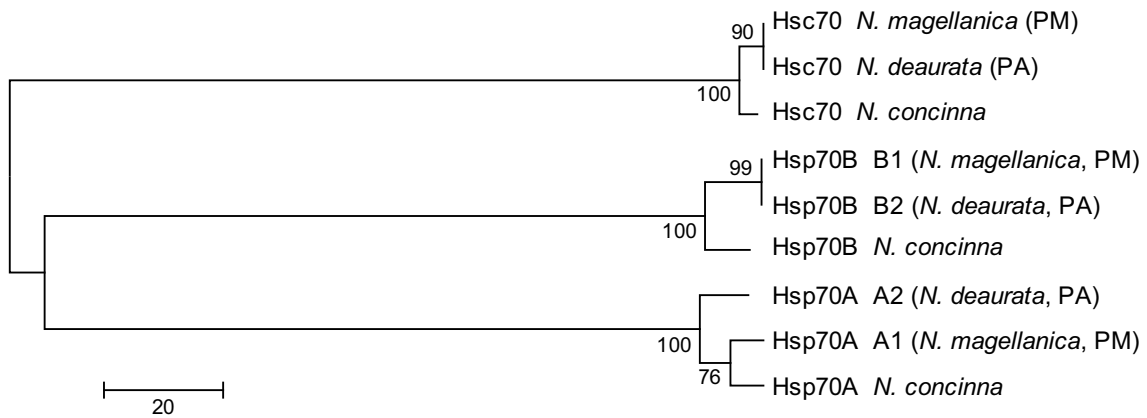 Hsc70 N. magellanica (PM)
90
Hsc70 N. deaurata (PA)
100
Hsc70 N. concinna
Hsp70B B1 (N. magellanica, PM)
99
Hsp70B B2 (N. deaurata, PA)
100
Hsp70B N. concinna
Hsp70A A2 (N. deaurata, PA)
100
Hsp70A A1 (N. magellanica, PM)
76
Hsp70A N. concinna
20